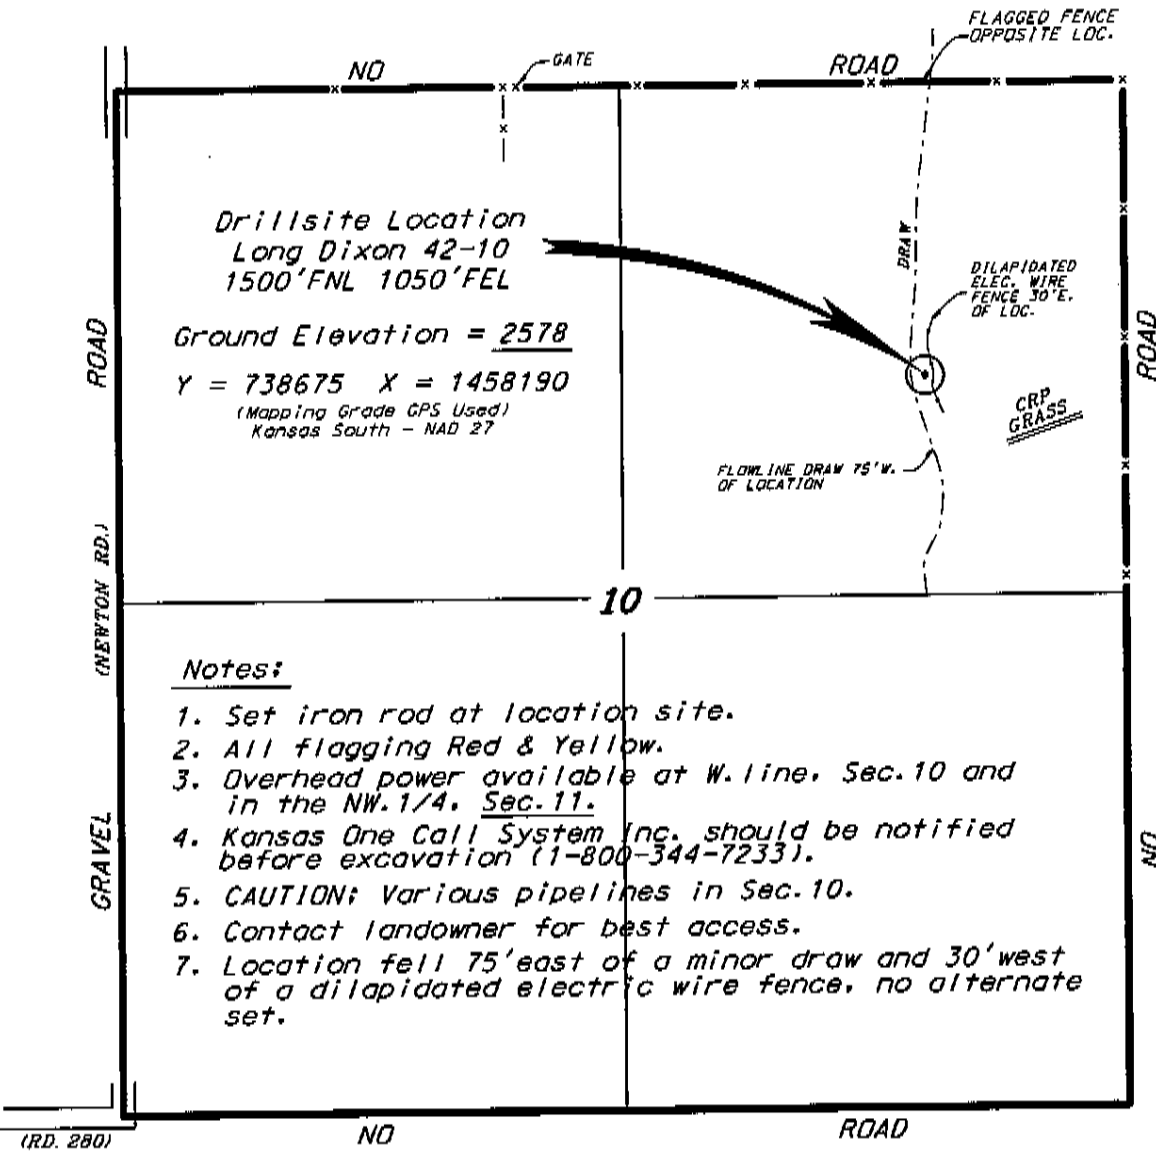 FLAGGED FENCE
OPPOSITE LOC.
NO
GATE
ROAD
Drillsite Location
Long Dixon 42-10
1500'FNL 1050'FEL
Ground Elevation = 2578
Y = 738675 X = 1458190
(Mapping Grade GPS Used)
Kansas South - NAD 27
DRAW
DILAPIDATED
ELEC. WIRE
FENCE 30'E.
OF LOC.
CRP
GRASS
FLOWLINE DRAW 75'W.
OF LOCATION
ROAD
(NEWTON RD.)
GRAVEL
ROAD
NO
10
Notes:
1. Set iron rod at location site.
2. All flagging Red & Yellow.
3. Overhead power available at W. line, Sec. 10 and
in the NW. 1/4, Sec. 11.
4. Kansas One Call System Inc. should be notified
before excavation (1-800-344-7233).
5. CAUTION: Various pipelines in Sec. 10.
6. Contact landowner for best access.
7. Location fell 75'east of a minor draw and 30'west
of a dilapidated electric wire fence, no alternate
set.
(RD. 280)
NO
ROAD